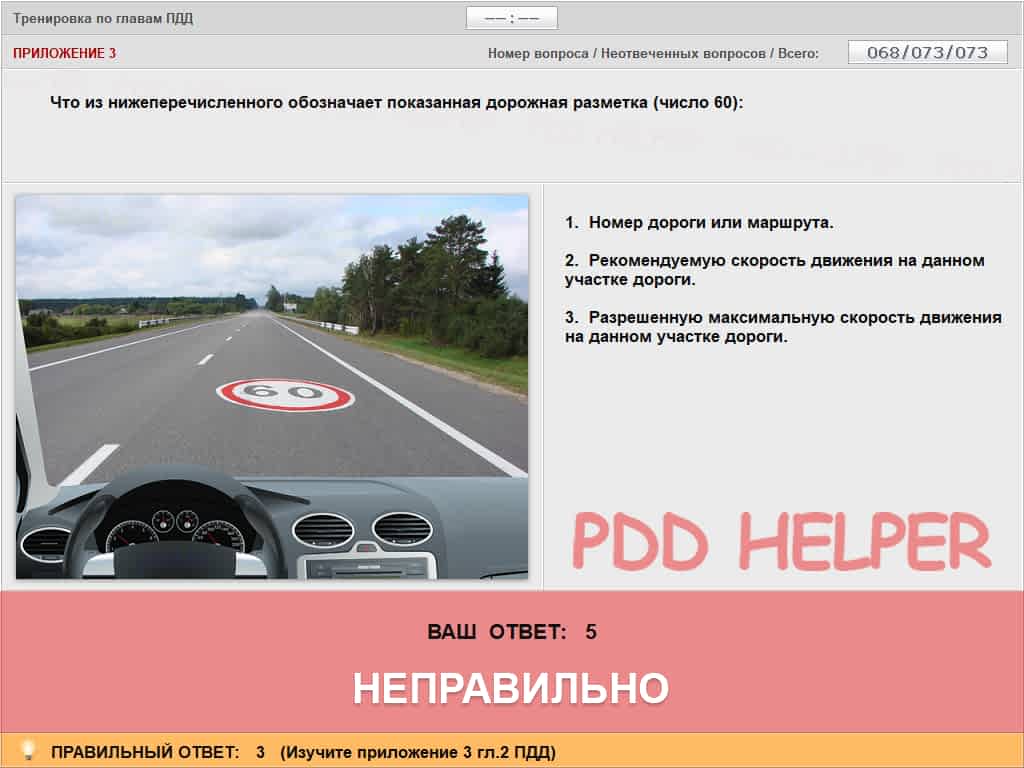 Тренировка по главам ПДД
—— : ——
ПРИЛОЖЕНИЕ 3
Номер вопроса / Неотвеченных вопросов / Всего:
068/073/073
Что из нижеперечисленного обозначает показанная дорожная разметка (число 60):
60
1. Номер дороги или маршрута.
2. Рекомендуемую скорость движения на данном
участке дороги.
3. Разрешенную максимальную скорость движения
на данном участке дороги.
PDD HELPER
ВАШ ОТВЕТ: 5
НЕПРАВИЛЬНО
ПРАВИЛЬНЫЙ ОТВЕТ: 3 (Изучите приложение 3 гл.2 ПДД)